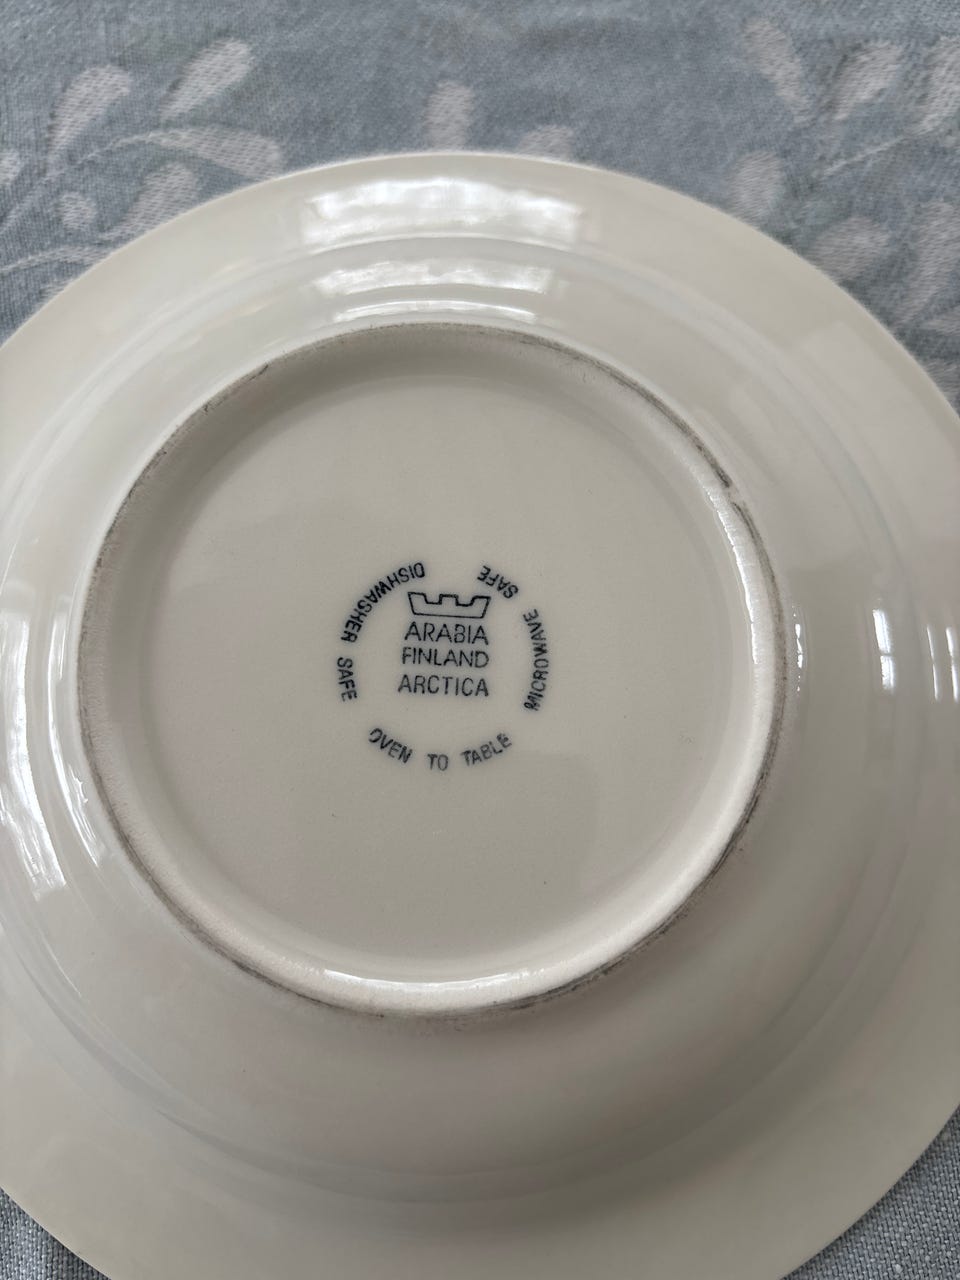 ARABIA
FINLAND
ARCTICA
DISHWASHER SAFE
MICROWAVE SAFE
OVEN TO TABLE